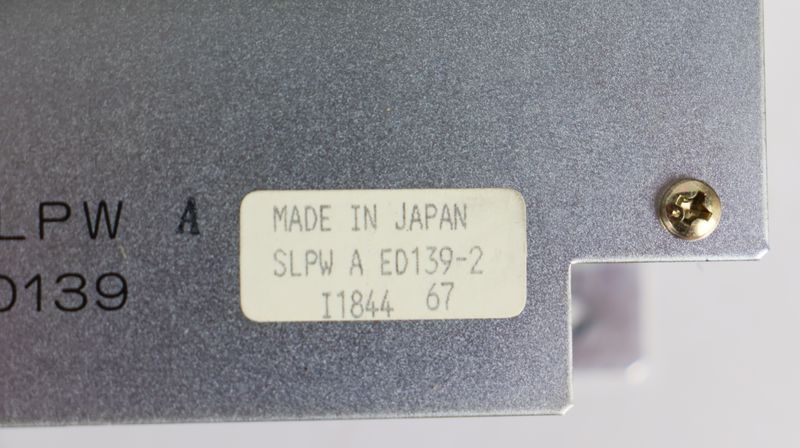 LPW A
D139
MADE IN JAPAN
SLPW A ED139-2
I1844 67